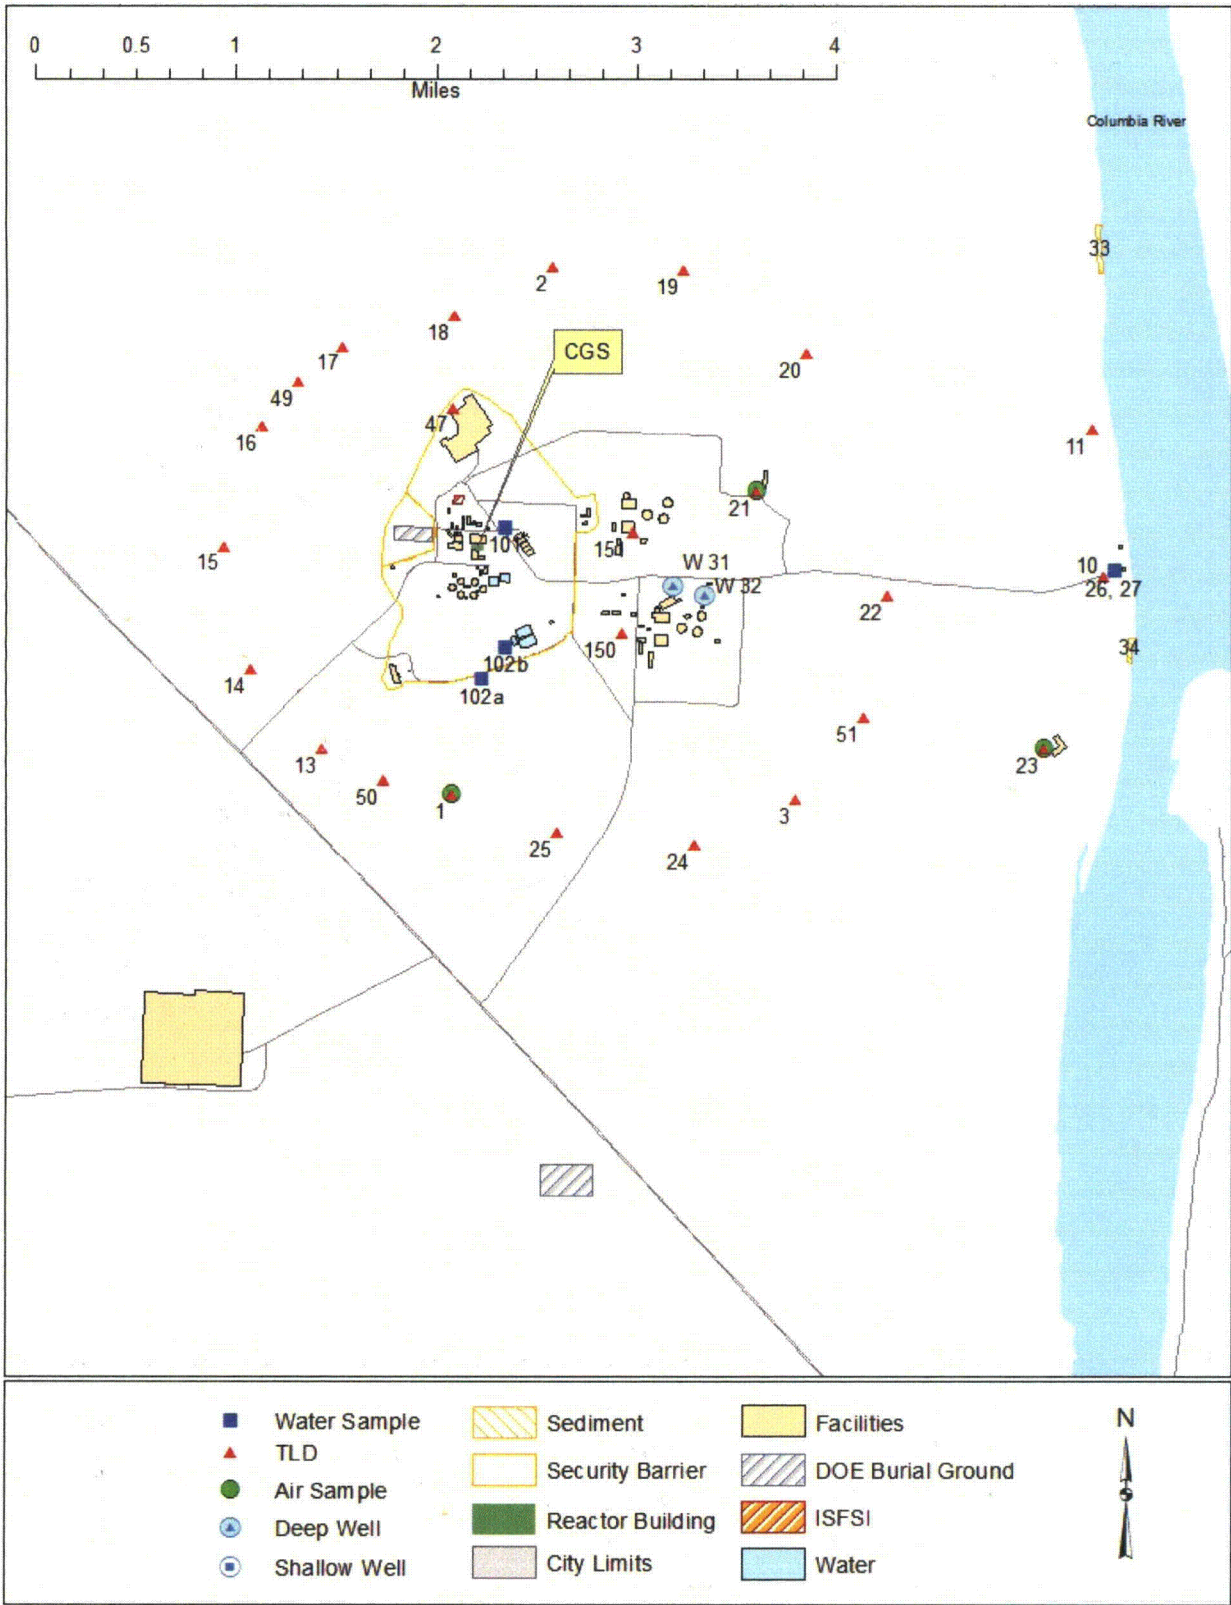 0 0.5 1 2 3 4
Miles
Columbia River
33
2
19
18
CGS
17
20
49
47
16
11
21
101
151
15
W 31
W 32
10
26, 27
22
150
34
102b
14
102a
51
13
23
50
1
3
25
24
Water Sample
TLD
Air Sample
Deep Well
Shallow Well
Sediment
Security Barrier
Reactor Building
City Limits
Facilities
DOE Burial Ground
ISFSI
Water
N